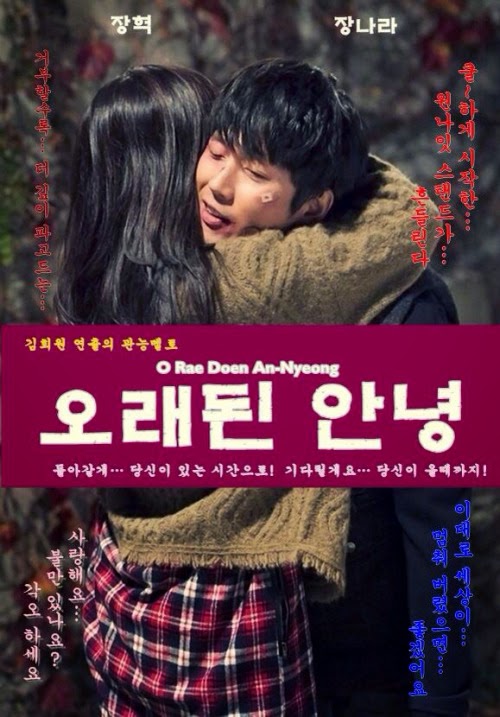 장혁
장나라
쿨~하게 시작한...
원나잇 스탠드가...
흔들린다
거부할수록... 더 깊이 파고드는...
김희원 연출의 관능멜로
O Rae Doen An-Nyeong
오래된 안녕
돌아갈게... 당신이 있는 시간으로! 기다릴게요... 당신이 올때까지!
사랑해요...
불만 있나요?
각오 하세요
이대로 세상이...
멈춰 버렸으면...
좋겠어요